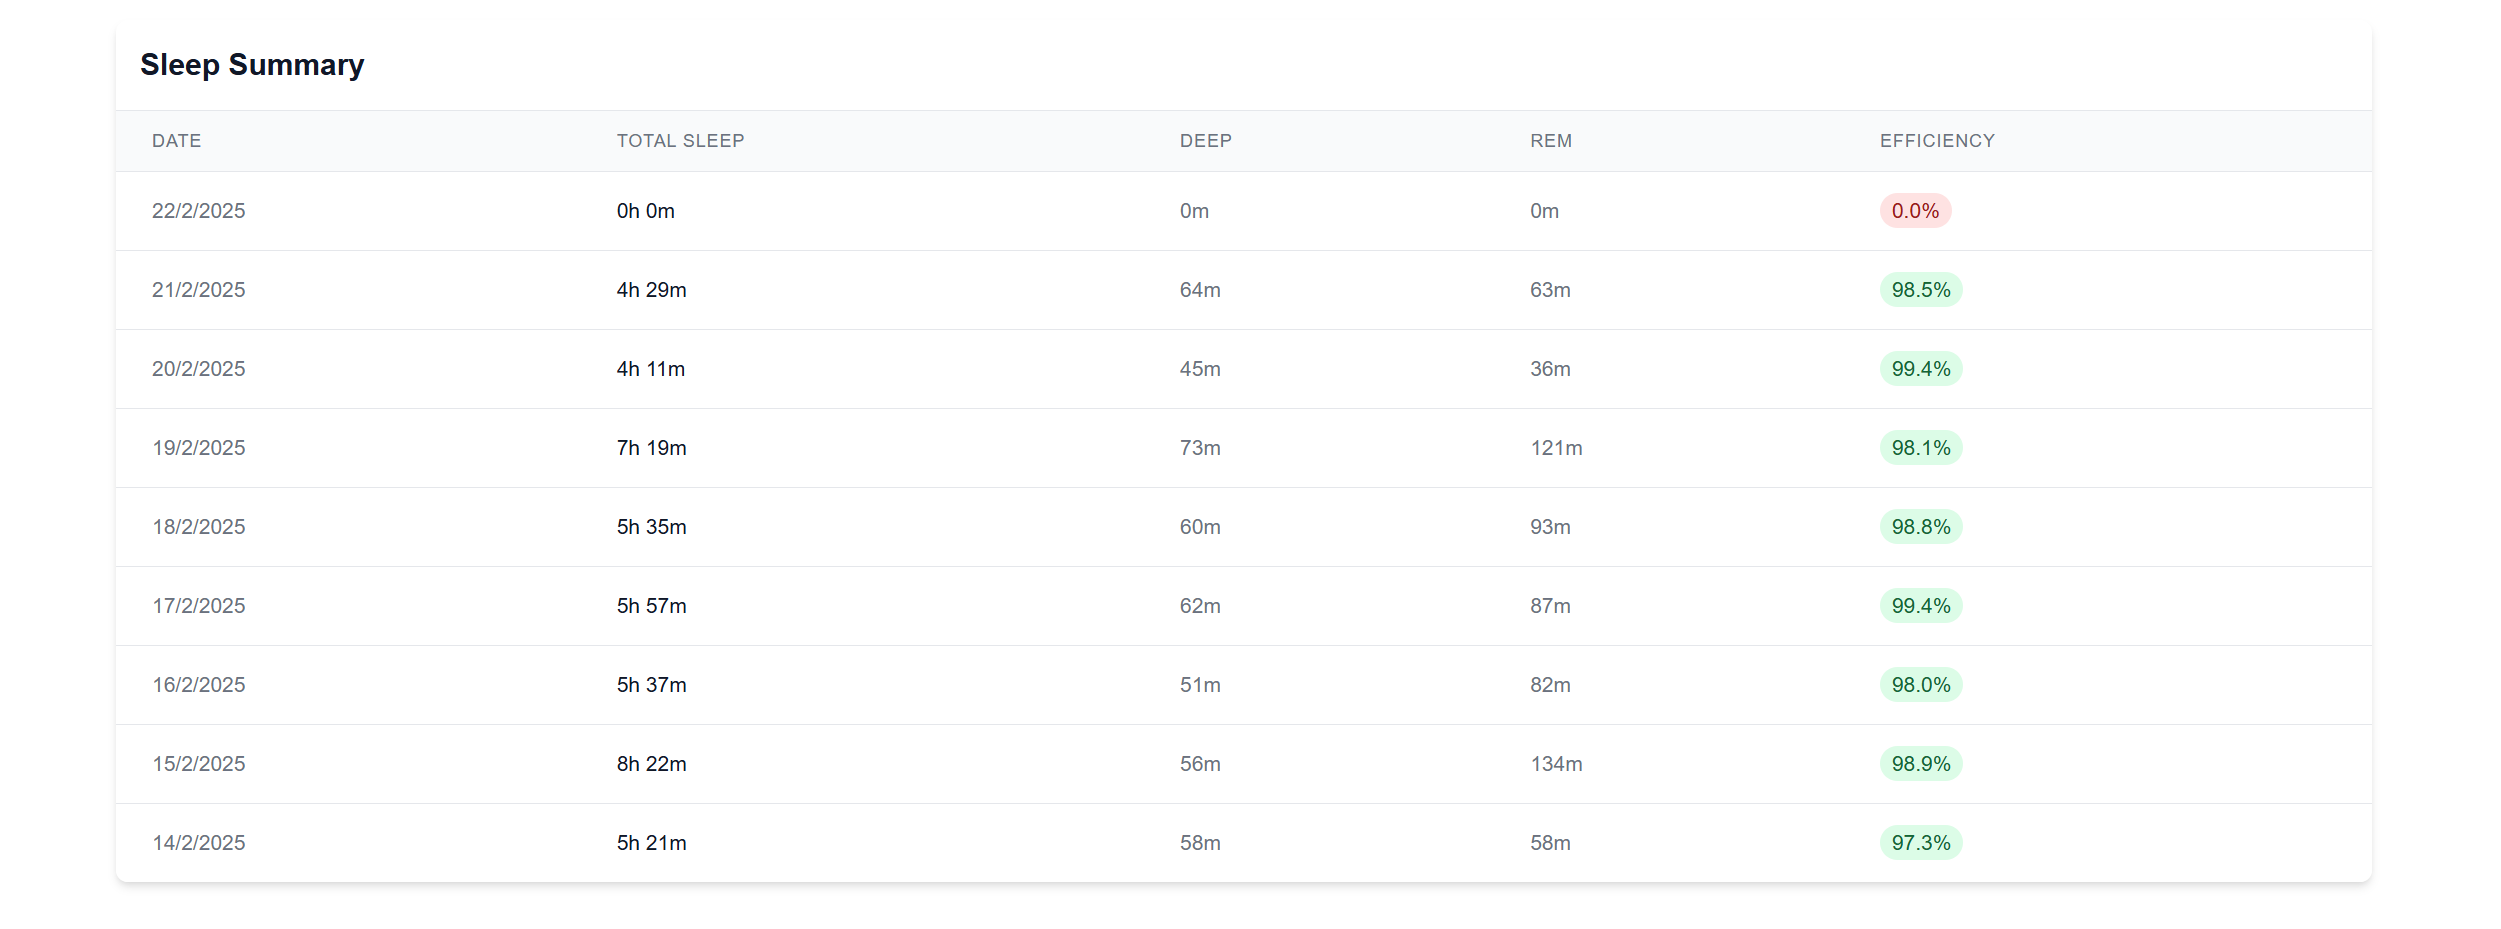 Sleep Summary
DATE TOTAL SLEEP DEEP REM EFFICIENCY
22/2/2025 0h 0m 0m 0m 0.0%
21/2/2025 4h 29m 64m 63m 98.5%
20/2/2025 4h 11m 45m 36m 99.4%
19/2/2025 7h 19m 73m 121m 98.1%
18/2/2025 5h 35m 60m 93m 98.8%
17/2/2025 5h 57m 62m 87m 99.4%
16/2/2025 5h 37m 51m 82m 98.0%
15/2/2025 8h 22m 56m 134m 98.9%
14/2/2025 5h 21m 58m 58m 97.3%